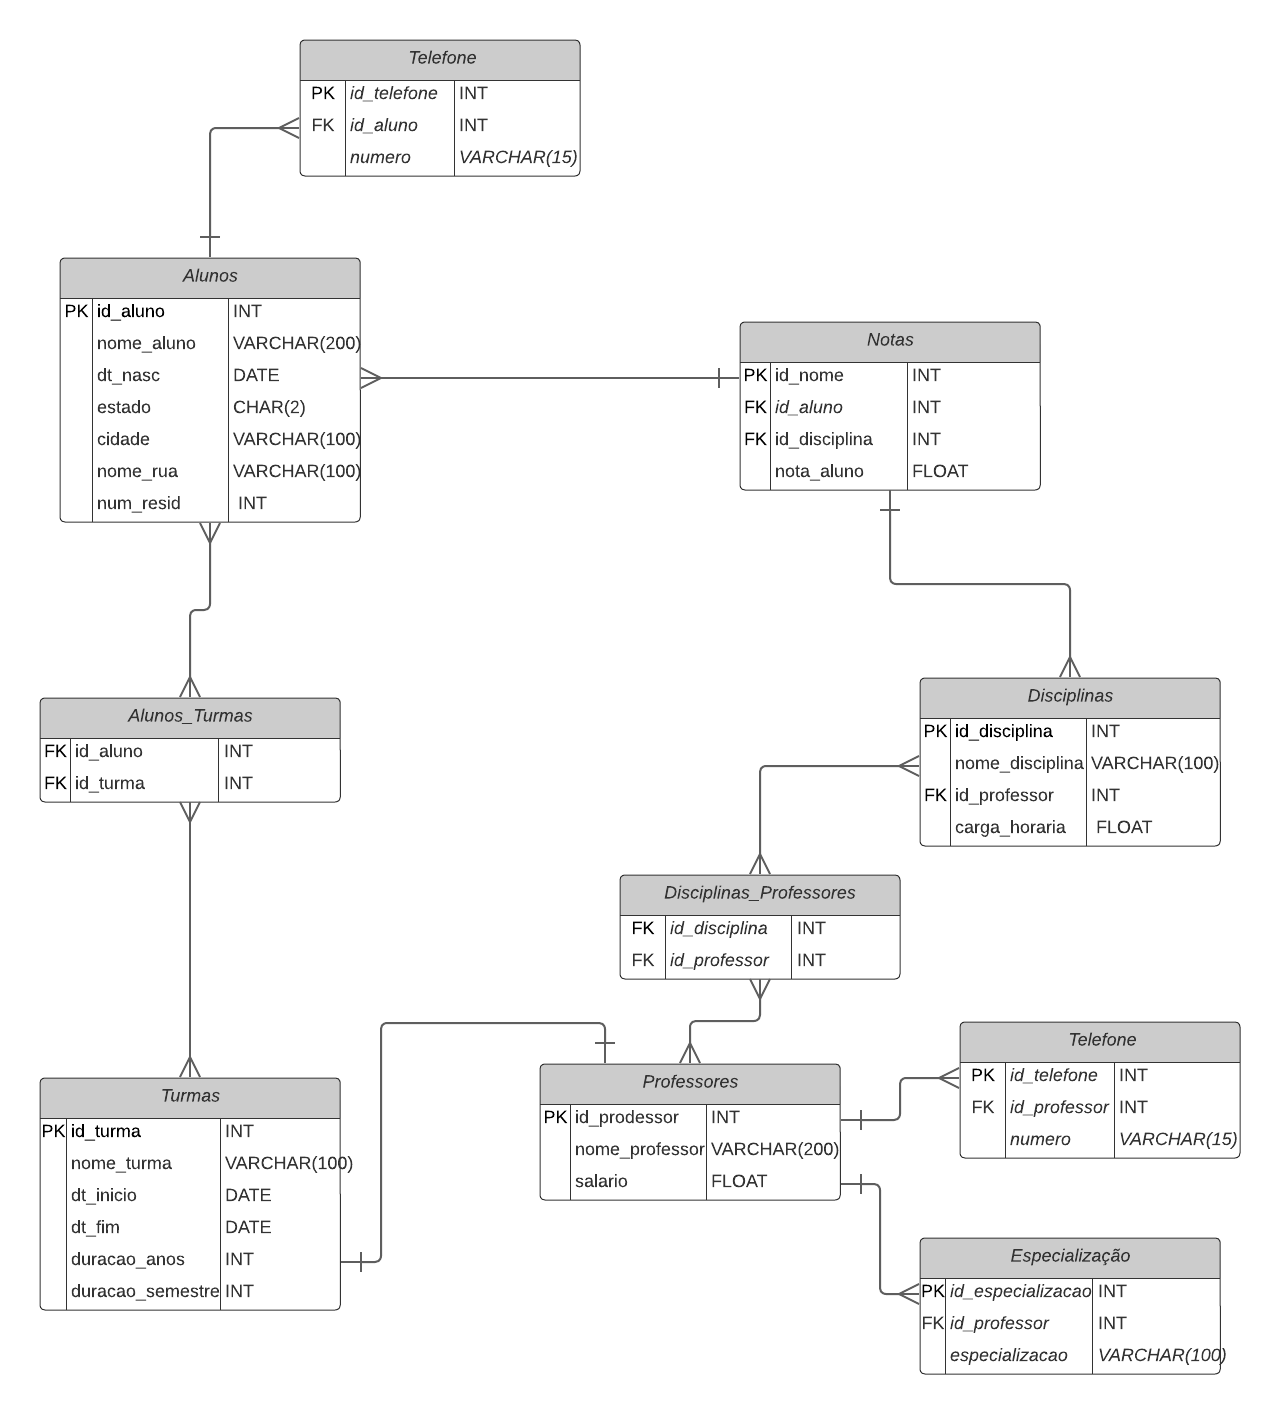 Telefone
PK id_telefone INT
FK id_aluno INT
numero VARCHAR(15)
Alunos
PK id_aluno INT
nome_aluno VARCHAR(200)
dt_nasc DATE
estado CHAR(2)
cidade VARCHAR(100)
nome_rua VARCHAR(100)
num_resid INT
Notas
PK id_nome INT
FK id_aluno INT
FK id_disciplina INT
nota_aluno FLOAT
Alunos_Turmas
FK id_aluno INT
FK id_turma INT
Disciplinas
PK id_disciplina INT
nome_disciplina VARCHAR(100)
FK id_professor INT
carga_horaria FLOAT
Disciplinas_Professores
FK id_disciplina INT
FK id_professor INT
Turmas
PK id_turma INT
nome_turma VARCHAR(100)
dt_inicio DATE
dt_fim DATE
duracao_anos INT
duracao_semestre INT
Professores
PK id_prodessor INT
nome_professor VARCHAR(200)
salario FLOAT
Telefone
PK id_telefone INT
FK id_professor INT
numero VARCHAR(15)
Especialização
PK id_especializacao INT
FK id_professor INT
especializacao VARCHAR(100)